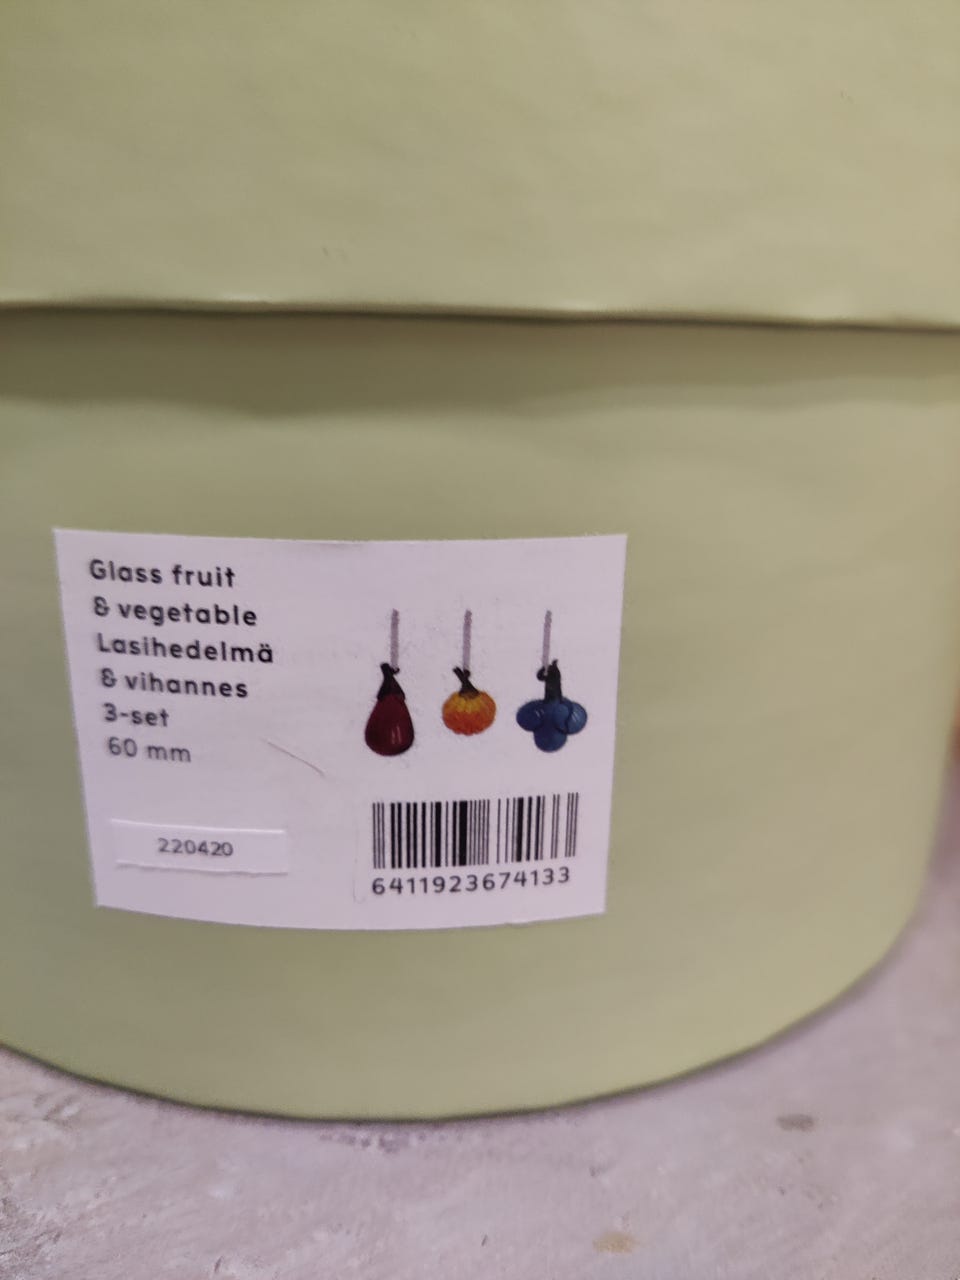 Glass fruit
& vegetable
Lasihedelmä
& vihannes
3-set
60 mm
220420
6411923674133